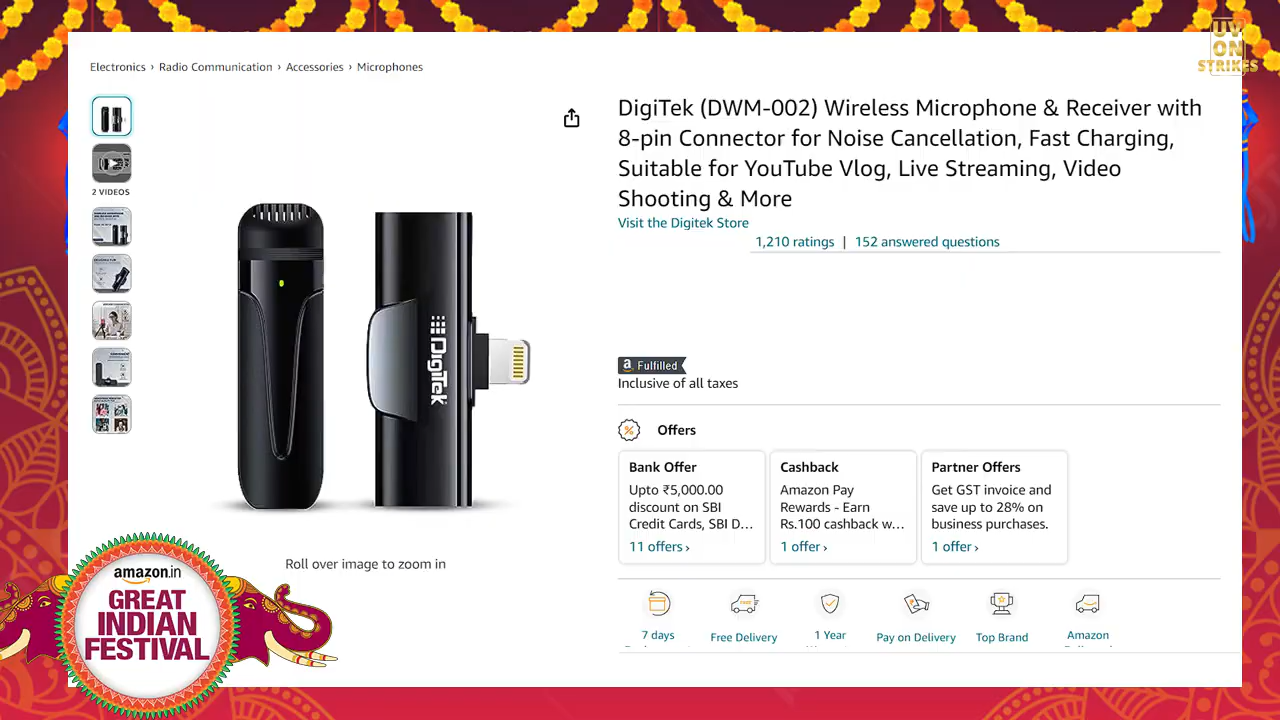 UV
ON
STRIKES
Electronics › Radio Communication › Accessories › Microphones
2 VIDEOS
DigiTek (DWM-002) Wireless Microphone & Receiver with
8-pin Connector for Noise Cancellation, Fast Charging,
Suitable for YouTube Vlog, Live Streaming, Video
Shooting & More
Visit the Digitek Store
1,210 ratings | 152 answered questions
DigiTek
a Fulfilled
Inclusive of all taxes
Offers
Bank Offer
Upto ₹5,000.00
discount on SBI
Credit Cards, SBI D…
11 offers ›
Cashback
Amazon Pay
Rewards - Earn
Rs.100 cashback w…
1 offer ›
Partner Offers
Get GST invoice and
save up to 28% on
business purchases.
1 offer ›
Roll over image to zoom in
7 days
Free Delivery
1 Year
Pay on Delivery
Top Brand
Amazon
amazon.in
GREAT
INDIAN
FESTIVAL